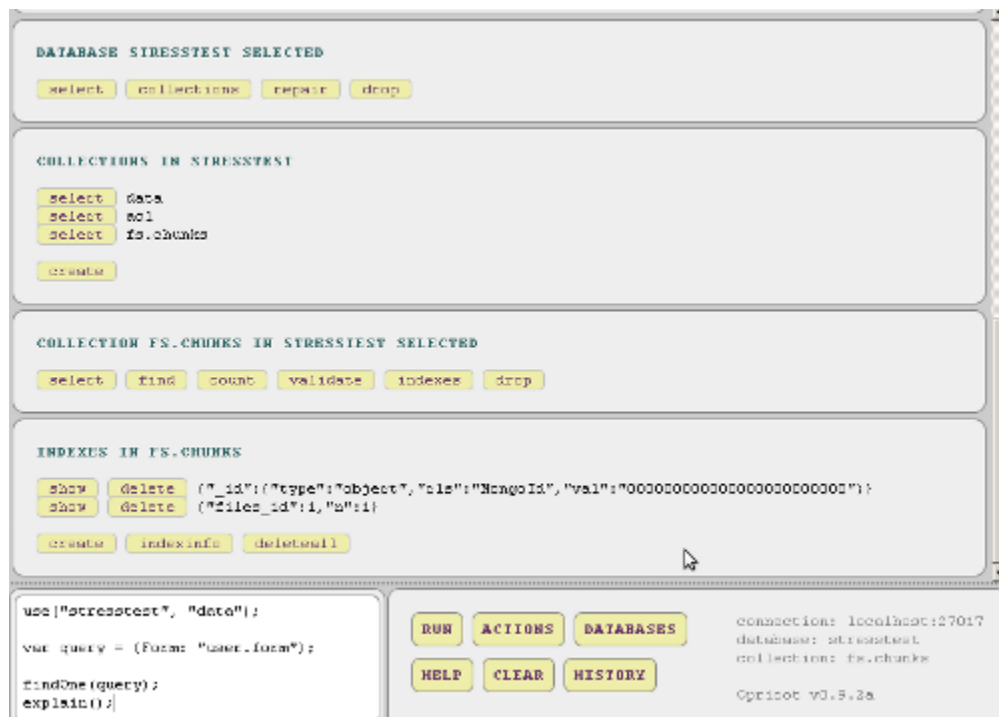 DATABASE STRESSTEST SELECTED
select collections repair drop
COLLECTIONS IN STRESSTEST
select data
select acl
select fs.chunks
create
COLLECTION FS.CHUNKS IN STRESSTEST SELECTED
select find count validate indexes drop
INDEXES IN FS.CHUNKS
show delete {"_id":{"type":"object","cls":"MongoId","val":"000000000000000000000000"}}
show delete {"files_id":1,"n":1}
create indexinfo deleteall
use("stresstest", "data");
var query = {Form: "user.form"};
findOne(query);
explain();
RUN ACTIONS DATABASES
HELP CLEAR HISTORY
connection: localhost:27017
database: stresstest
collection: fs.chunks
Opricot v0.9.2a